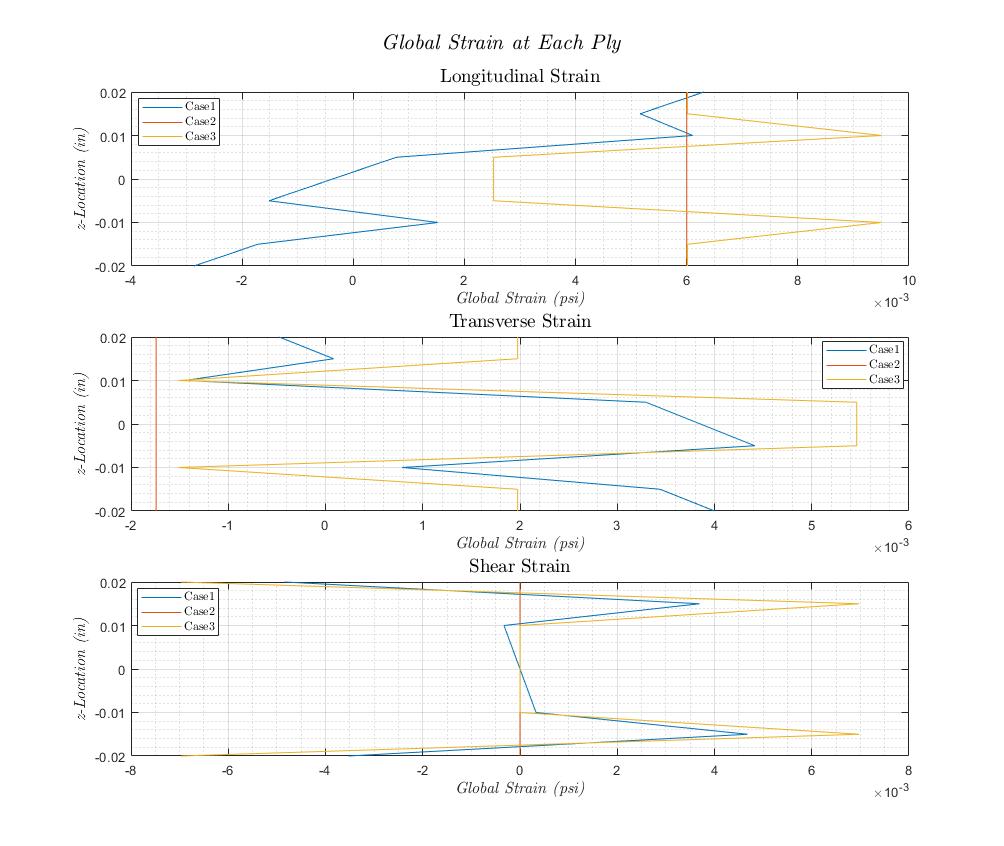 Global Strain at Each Ply
Longitudinal Strain
Case1
Case2
Case3
0.02
0.01
0
-0.01
-0.02
z-Location (in)
-4 -2 0 2 4 6 8 10
Global Strain (psi)
×10-3
Transverse Strain
Case1
Case2
Case3
0.02
0.01
0
-0.01
-0.02
z-Location (in)
-2 -1 0 1 2 3 4 5 6
Global Strain (psi)
×10-3
Shear Strain
Case1
Case2
Case3
0.02
0.01
0
-0.01
-0.02
z-Location (in)
-8 -6 -4 -2 0 2 4 6 8
Global Strain (psi)
×10-3